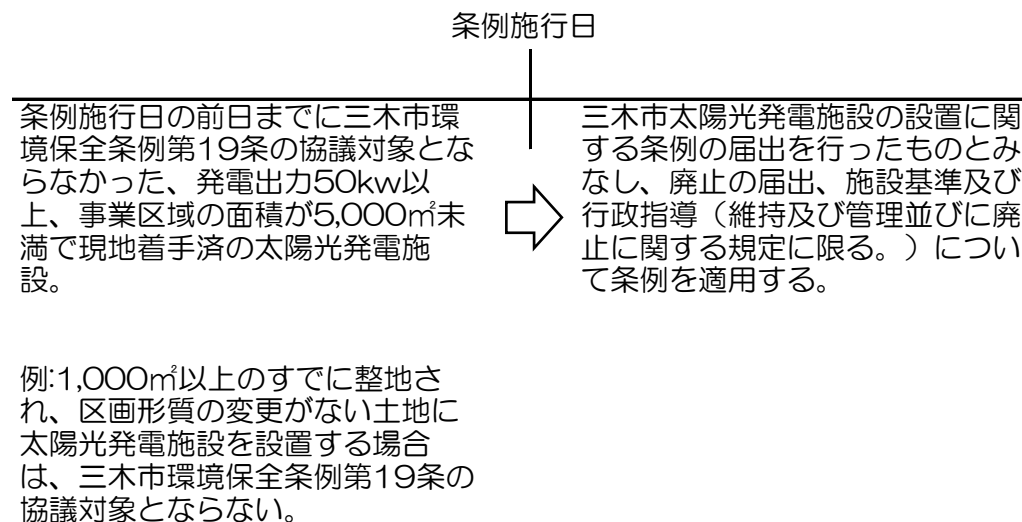 条例施行日
条例施行日の前日までに三木市環
境保全条例第19条の協議対象とな
らなかった、発電出力50kw以
上、事業区域の面積が5,000㎡未
満で現地着手済の太陽光発電施
設。
三木市太陽光発電施設の設置に関
する条例の届出を行ったものとみ
なし、廃止の届出、施設基準及び
行政指導（維持及び管理並びに廃
止に関する規定に限る。）につい
て条例を適用する。
例:1,000㎡以上のすでに整地さ
れ、区画形質の変更がない土地に
太陽光発電施設を設置する場合
は、三木市環境保全条例第19条の
協議対象とならない。